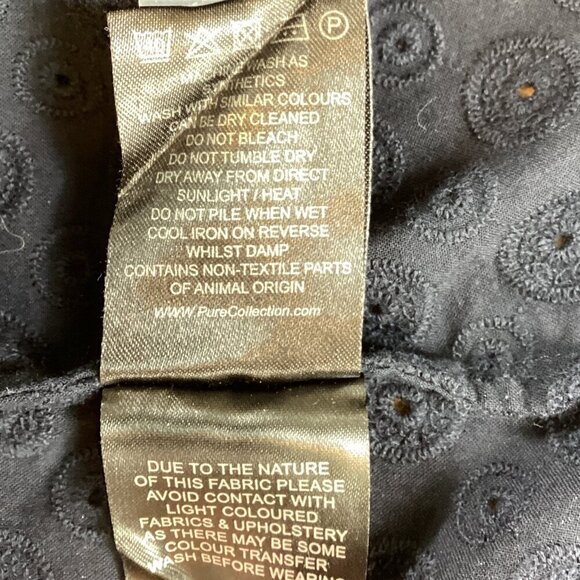 P
WASH AS
SYNTHETICS
WASH WITH SIMILAR COLOURS
CAN BE DRY CLEANED
DO NOT BLEACH
DO NOT TUMBLE DRY
DRY AWAY FROM DIRECT
SUNLIGHT / HEAT
DO NOT PILE WHEN WET
COOL IRON ON REVERSE
WHILST DAMP
CONTAINS NON-TEXTILE PARTS
OF ANIMAL ORIGIN
www.PureCollection.com
DUE TO THE NATURE
OF THIS FABRIC PLEASE
AVOID CONTACT WITH
LIGHT COLOURED
FABRICS & UPHOLSTERY
AS THERE MAY BE SOME
COLOUR TRANSFER
WASH BEFORE WEARING